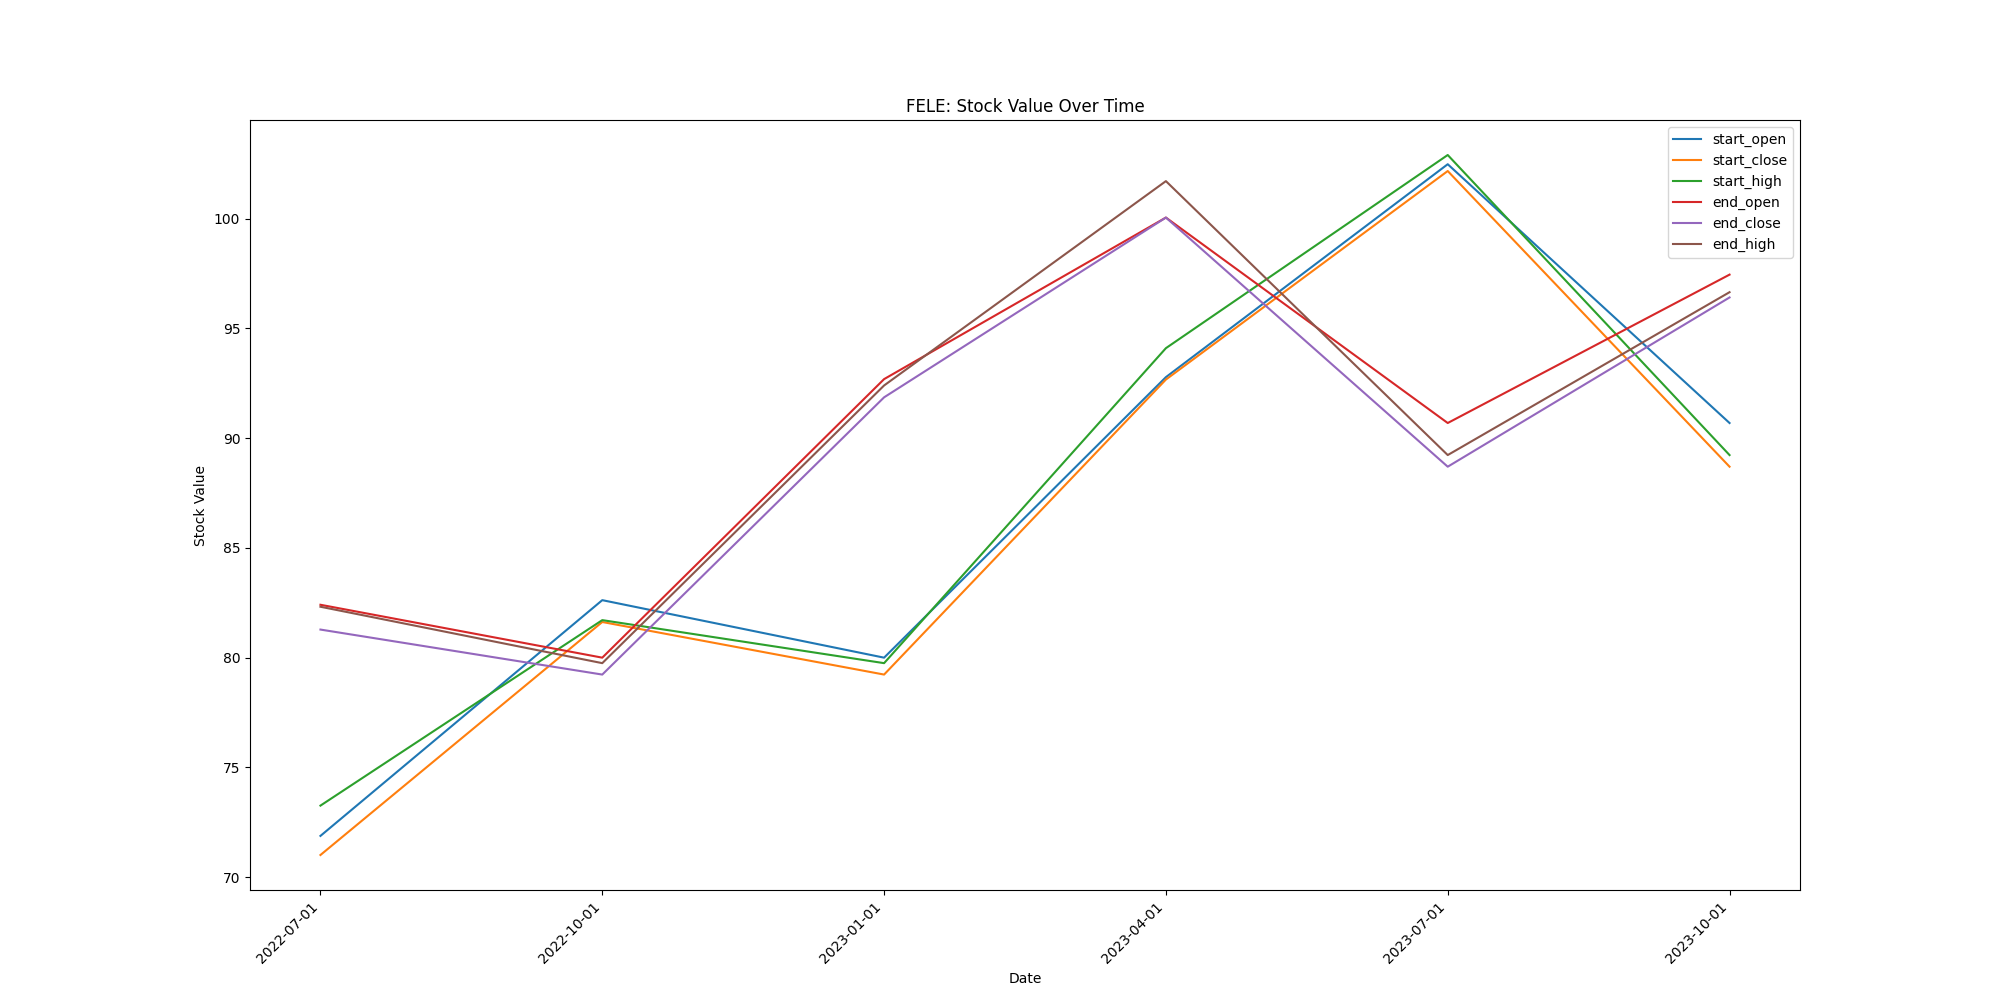 FELE: Stock Value Over Time
start_open
start_close
start_high
end_open
end_close
end_high
100
95
90
85
80
75
70
Stock Value
2022-07-01
2022-10-01
2023-01-01
2023-04-01
2023-07-01
2023-10-01
Date